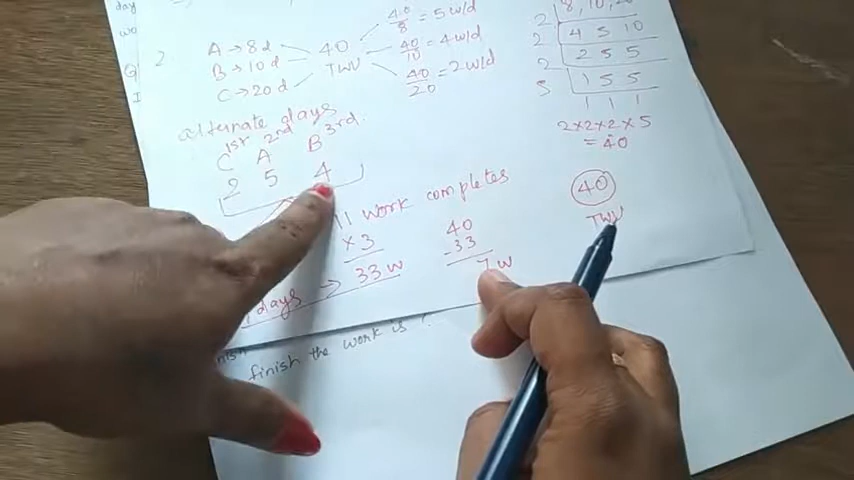 day
wo
Q 2.
A → 8 d
B → 10 d
C → 20 d
40
TWU
40/8 = 5 w/d
40/10 = 4 w/d
40/20 = 2 w/d
8, 10, 20
2 4 5 10
2 2 5 5
2 1 5 5
5 1 1 1
2×2×2×5
= 40
alternate days
1st 2nd 3rd.
C A B
2 5 4
11 work completes
× 3
days → 33 w
40
- 33
7 w
40
TWU
finish the work is ?